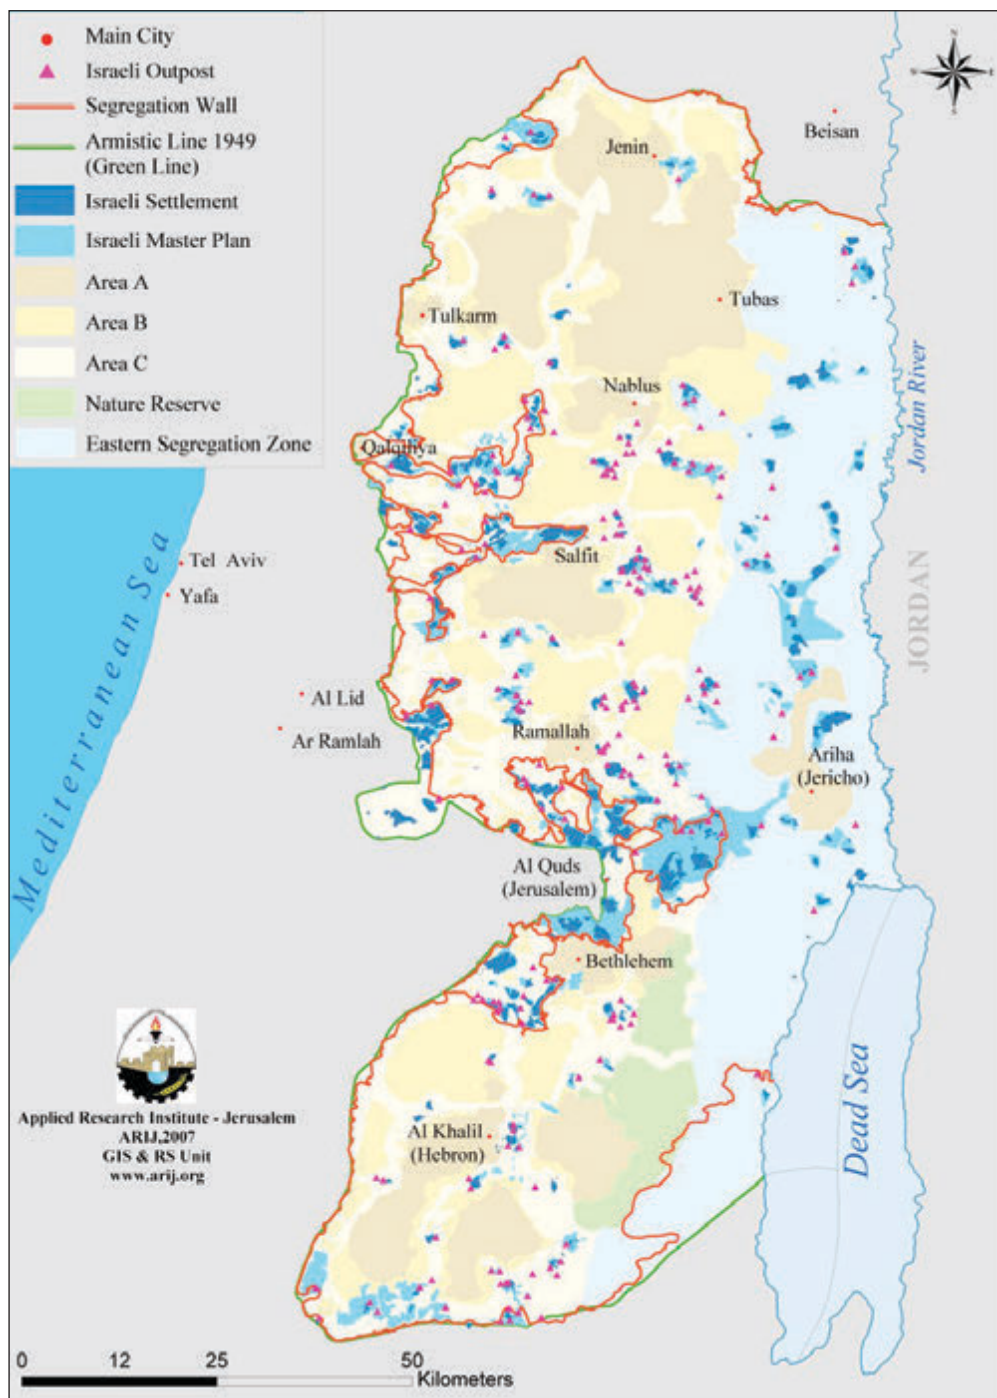 Main City
Israeli Outpost
Segregation Wall
Armistic Line 1949
(Green Line)
Israeli Settlement
Israeli Master Plan
Area A
Area B
Area C
Nature Reserve
Eastern Segregation Zone
N
W
E
S
Beisan
Jenin
Tubas
Tulkarm
Nablus
Jordan River
Qalqiliya
Salfit
Tel Aviv
Yafa
Mediterranean Sea
JORDAN
Al Lid
Ar Ramlah
Ramallah
Ariha
(Jericho)
Al Quds
(Jerusalem)
Bethlehem
Dead Sea
Al Khalil
(Hebron)
Applied Research Institute - Jerusalem
ARIJ,2007
GIS & RS Unit
www.arij.org
0 12 25 50
Kilometers